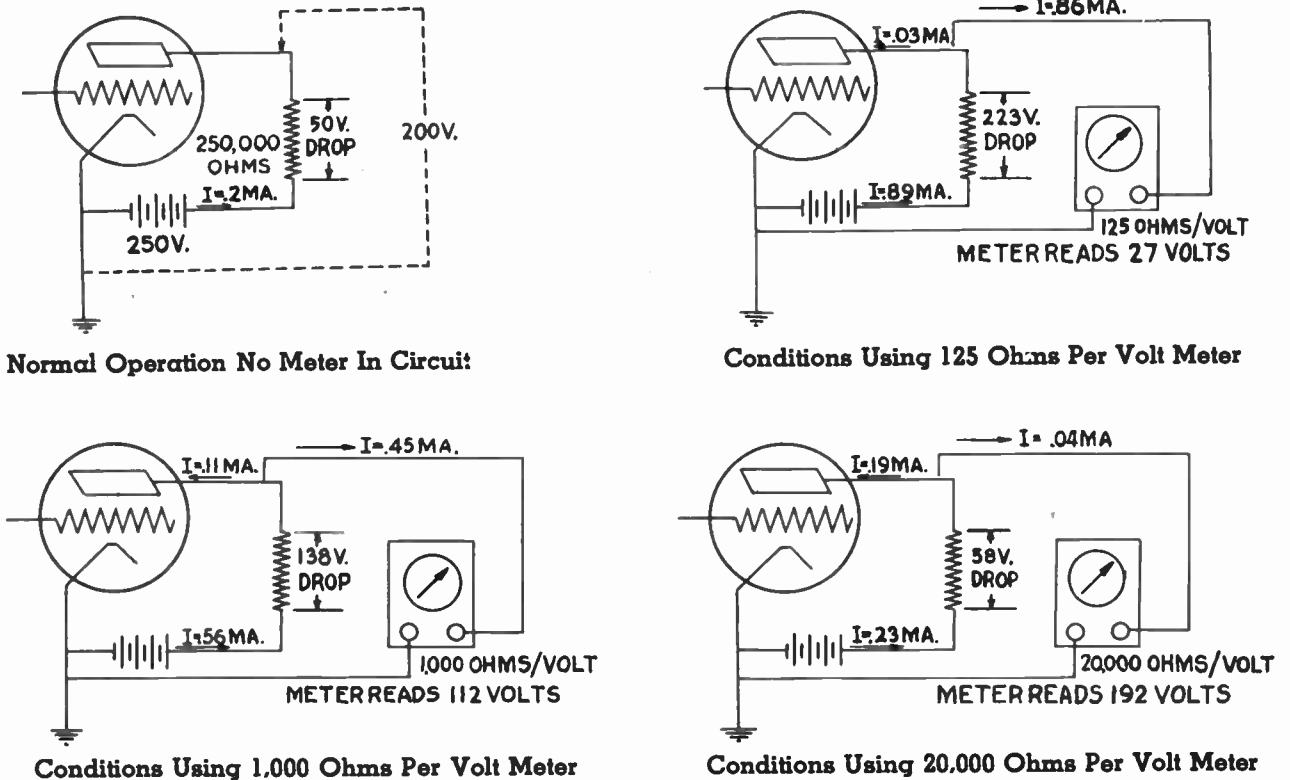 250,000
OHMS
50V.
DROP
200V.
I=.2MA.
250V.
Normal Operation No Meter In Circuit
I=.86MA.
I=.03MA
223V.
DROP
I=.89MA.
125 OHMS/VOLT
METER READS 27 VOLTS
Conditions Using 125 Ohms Per Volt Meter
I=.45MA.
I=.11MA.
138V.
DROP
I=.56MA.
1,000 OHMS/VOLT
METER READS 112 VOLTS
Conditions Using 1,000 Ohms Per Volt Meter
I=.04MA
I=.19MA.
58V.
DROP
I=.23MA.
20,000 OHMS/VOLT
METER READS 192 VOLTS
Conditions Using 20,000 Ohms Per Volt Meter